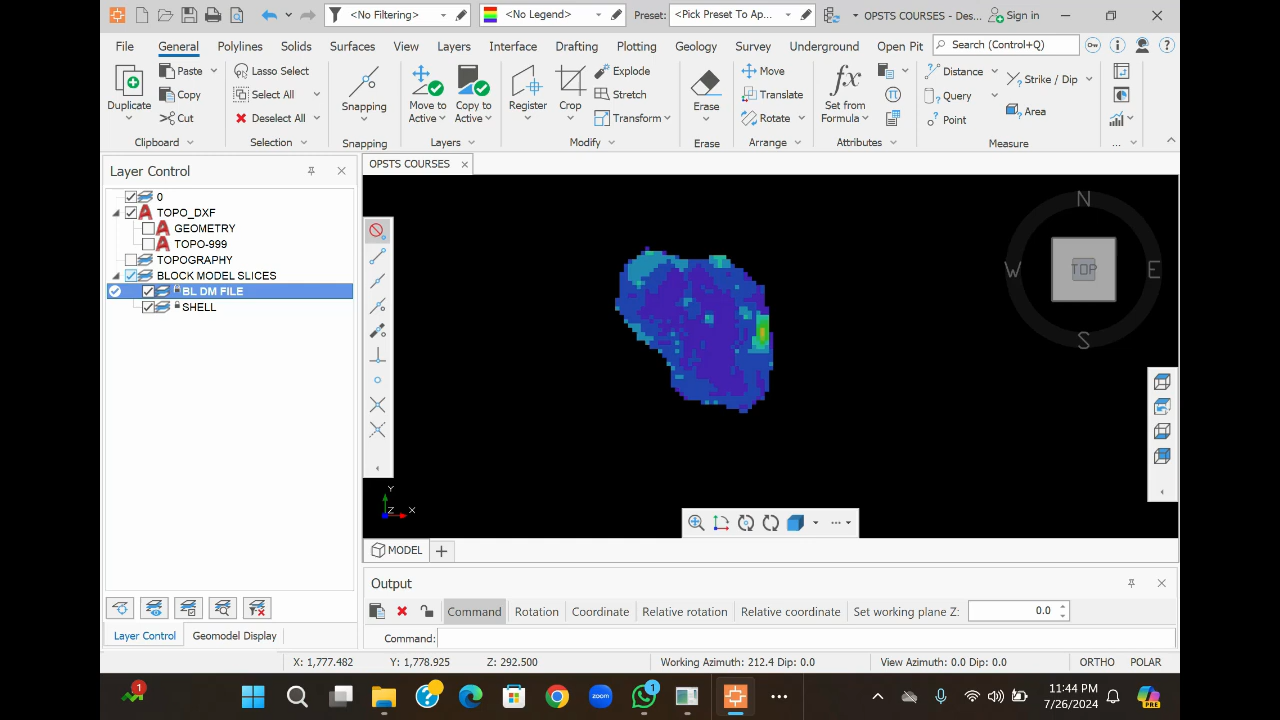 <No Filtering>
<No Legend>
Preset:
<Pick Preset To Ap...
OPSTS COURSES - Des...
Sign in
File
General
Polylines
Solids
Surfaces
View
Layers
Interface
Drafting
Plotting
Geology
Survey
Underground
Open Pit
Search (Control+Q)
Duplicate
Paste
Copy
Cut
Clipboard
Lasso Select
Select All
Deselect All
Selection
Snapping
Snapping
Move to Active
Copy to Active
Layers
Register
Crop
Explode
Stretch
Transform
Modify
Erase
Erase
Move
Translate
Rotate
Arrange
Set from Formula
Attributes
Distance
Query
Point
Strike / Dip
Area
Measure
...
Layer Control
OPSTS COURSES
0
TOPO_DXF
GEOMETRY
TOPO-999
TOPOGRAPHY
BLOCK MODEL SLICES
BL DM FILE
SHELL
N
W
TOP
E
S
Y
Z
X
MODEL
Output
Command
Rotation
Coordinate
Relative rotation
Relative coordinate
Set working plane Z:
0.0
Command:
Layer Control
Geomodel Display
X: 1,777.482
Y: 1,778.925
Z: 292.500
Working Azimuth: 212.4 Dip: 0.0
View Azimuth: 0.0 Dip: 0.0
ORTHO
POLAR
1
zoom
1
11:44 PM
7/26/2024
PRE